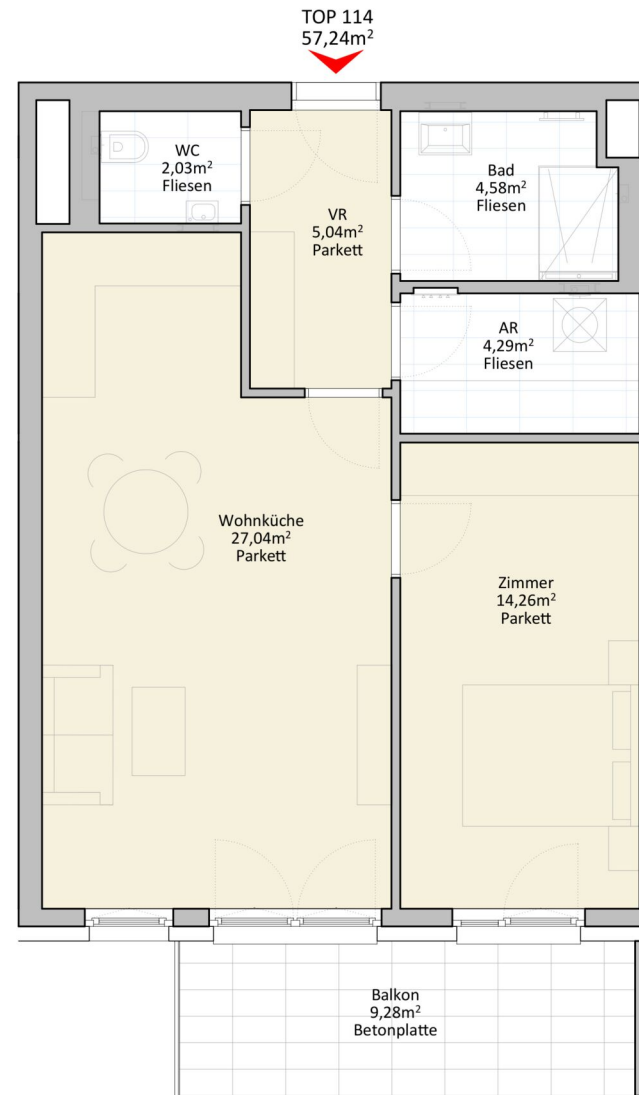 TOP 114
57,24m²
WC
2,03m²
Fliesen
VR
5,04m²
Parkett
Bad
4,58m²
Fliesen
AR
4,29m²
Fliesen
Wohnküche
27,04m²
Parkett
Zimmer
14,26m²
Parkett
Balkon
9,28m²
Betonplatte